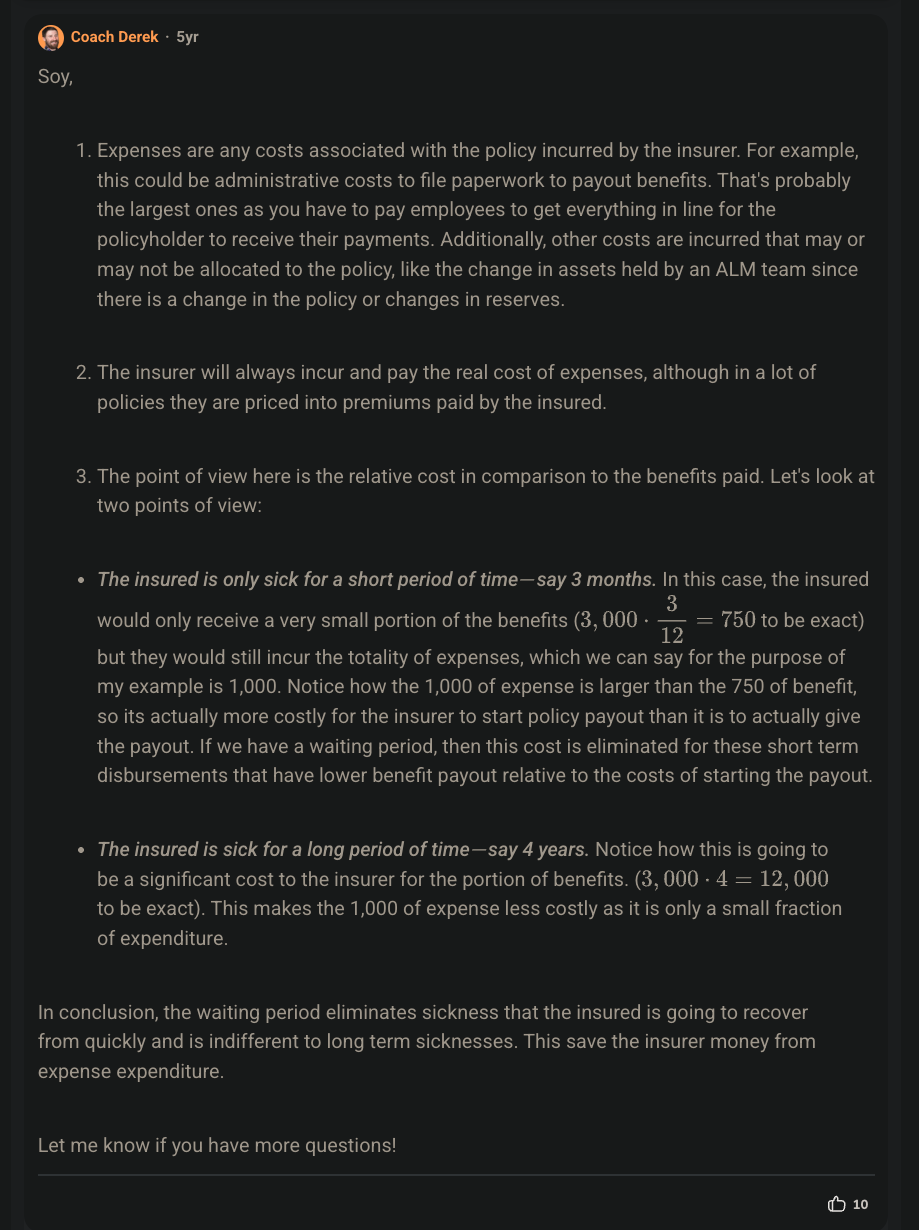 Coach Derek · 5yr
Soy,
1. Expenses are any costs associated with the policy incurred by the insurer. For example,
this could be administrative costs to file paperwork to payout benefits. That's probably
the largest ones as you have to pay employees to get everything in line for the
policyholder to receive their payments. Additionally, other costs are incurred that may or
may not be allocated to the policy, like the change in assets held by an ALM team since
there is a change in the policy or changes in reserves.
2. The insurer will always incur and pay the real cost of expenses, although in a lot of
policies they are priced into premiums paid by the insured.
3. The point of view here is the relative cost in comparison to the benefits paid. Let's look at
two points of view:
• The insured is only sick for a short period of time—say 3 months. In this case, the insured
would only receive a very small portion of the benefits (3,000 · 3/12 = 750 to be exact)
but they would still incur the totality of expenses, which we can say for the purpose of
my example is 1,000. Notice how the 1,000 of expense is larger than the 750 of benefit,
so its actually more costly for the insurer to start policy payout than it is to actually give
the payout. If we have a waiting period, then this cost is eliminated for these short term
disbursements that have lower benefit payout relative to the costs of starting the payout.
• The insured is sick for a long period of time—say 4 years. Notice how this is going to
be a significant cost to the insurer for the portion of benefits. (3,000 · 4 = 12,000
to be exact). This makes the 1,000 of expense less costly as it is only a small fraction
of expenditure.
In conclusion, the waiting period eliminates sickness that the insured is going to recover
from quickly and is indifferent to long term sicknesses. This save the insurer money from
expense expenditure.
Let me know if you have more questions!
10